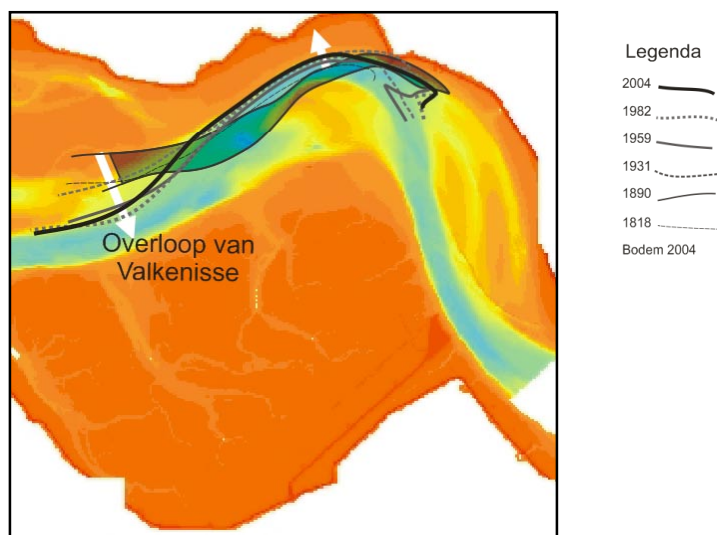 Overloop van
Valkenisse
Legenda
2004
1982
1959
1931
1890
1818
Bodem 2004